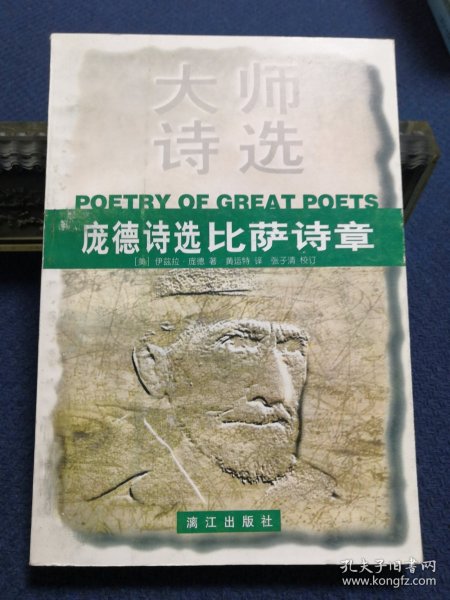 大师
诗选
POETRY OF GREAT POETS
庞德诗选比萨诗章
[美] 伊兹拉·庞德 著 黄运特 译 张子清 校订
漓江出版社
孔夫子旧书网
www.kongfz.com